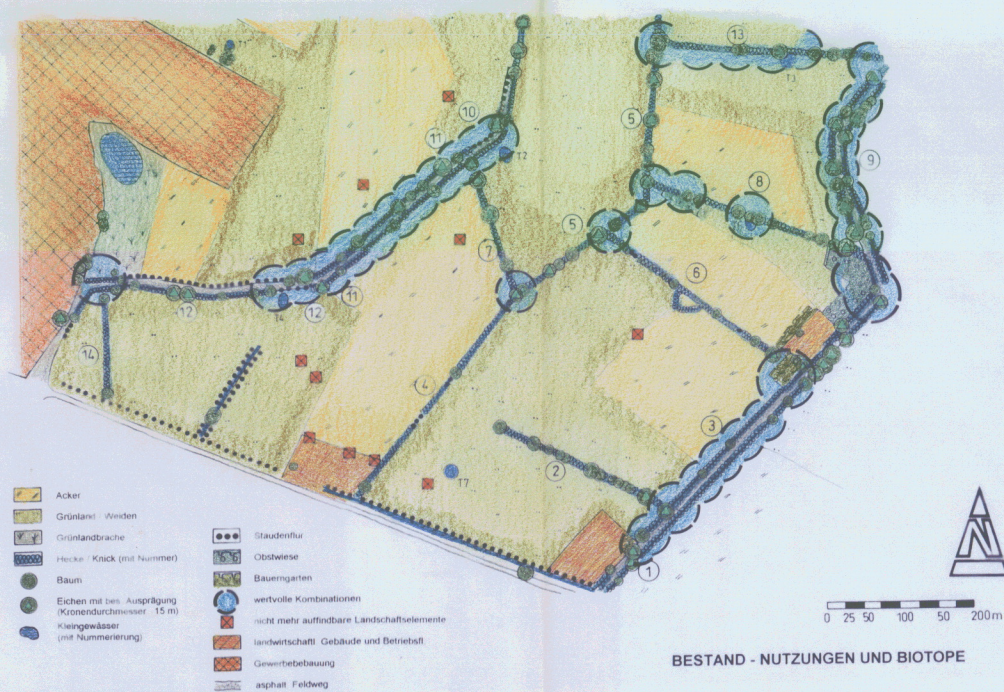 13
T3
10
11
5
T2
9
8
5
7
6
11
12
12
14
4
3
2
T7
1
Acker
Grünland / Weiden
Grünlandbrache
Hecke / Knick (mit Nummer)
Baum
Eichen mit bes. Ausprägung
(Kronendurchmesser 15 m)
Kleingewässer
(mit Nummerierung)
Staudenflur
Obstwiese
Bauerngarten
wertvolle Kombinationen
nicht mehr auffindbare Landschaftselemente
landwirtschaftl. Gebäude und Betriebsfl.
Gewerbebebauung
asphalt. Feldweg
N
0 25 50 100 50 200m
BESTAND - NUTZUNGEN UND BIOTOPE